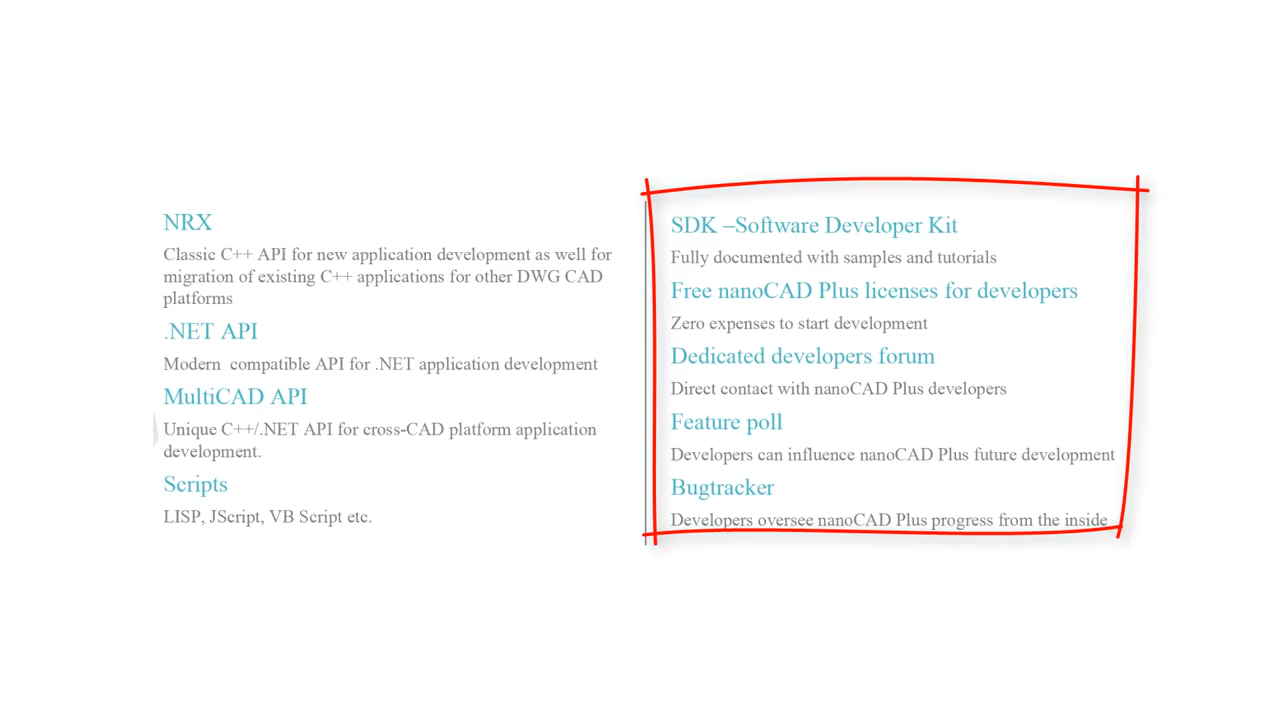 NRX
Classic C++ API for new application development as well for
migration of existing C++ applications for other DWG CAD
platforms
.NET API
Modern  compatible API for .NET application development
MultiCAD API
Unique C++/.NET API for cross-CAD platform application
development.
Scripts
LISP, JScript, VB Script etc.
SDK –Software Developer Kit
Fully documented with samples and tutorials
Free nanoCAD Plus licenses for developers
Zero expenses to start development
Dedicated developers forum
Direct contact with nanoCAD Plus developers
Feature poll
Developers can influence nanoCAD Plus future development
Bugtracker
Developers oversee nanoCAD Plus progress from the inside